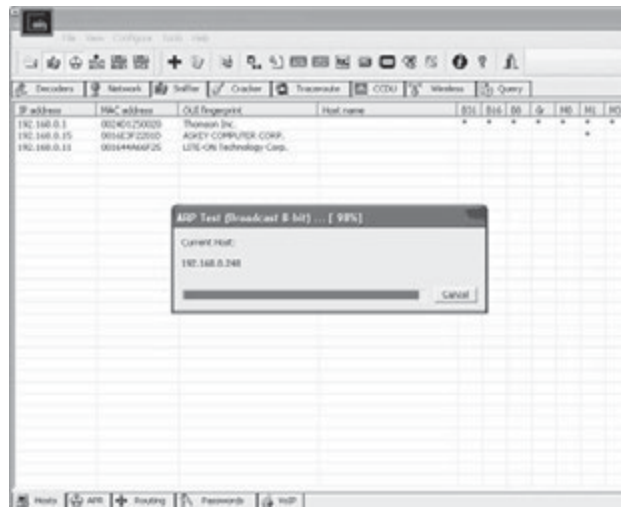 File View Configure Tools Help
Decoders Network Sniffer Cracker Traceroute CCDU Wireless Query
IP address MAC address OUI fingerprint Host name B31 B16 B8 Gr M0 M1 M3
192.168.0.1 Thomson Inc. * * * * * * *
192.168.0.15 ASKEY COMPUTER CORP. *
192.168.0.11 LITE-ON Technology Corp.
ARP Test (Broadcast 8-bit) ... [ 98%]
Current Host:
192.168.0.248
Cancel
Hosts APR Routing Passwords VoIP